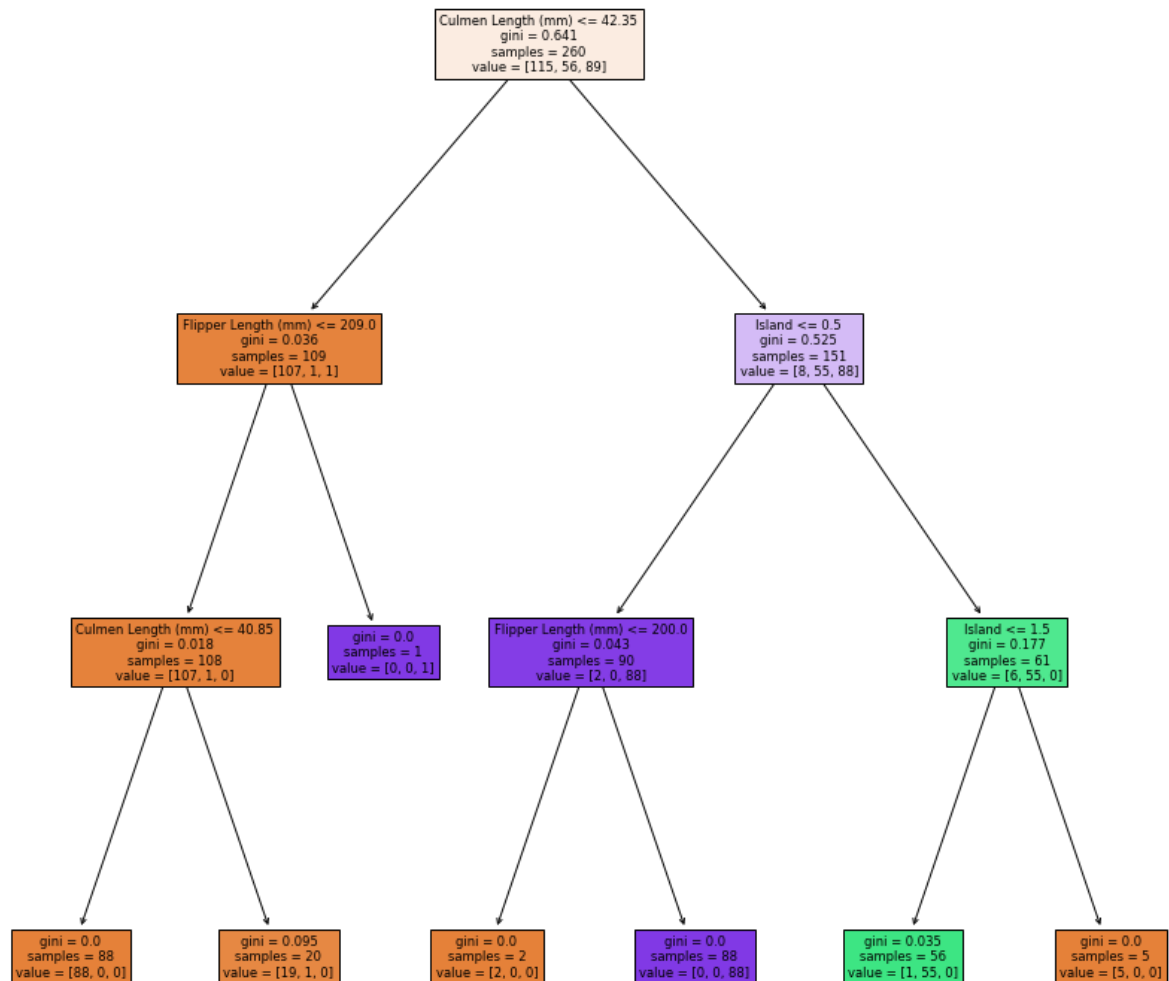 Culmen Length (mm) <= 42.35
gini = 0.641
samples = 260
value = [115, 56, 89]
Flipper Length (mm) <= 209.0
gini = 0.036
samples = 109
value = [107, 1, 1]
Island <= 0.5
gini = 0.525
samples = 151
value = [8, 55, 88]
Culmen Length (mm) <= 40.85
gini = 0.018
samples = 108
value = [107, 1, 0]
gini = 0.0
samples = 1
value = [0, 0, 1]
Flipper Length (mm) <= 200.0
gini = 0.043
samples = 90
value = [2, 0, 88]
Island <= 1.5
gini = 0.177
samples = 61
value = [6, 55, 0]
gini = 0.0
samples = 88
value = [88, 0, 0]
gini = 0.095
samples = 20
value = [19, 1, 0]
gini = 0.0
samples = 2
value = [2, 0, 0]
gini = 0.0
samples = 88
value = [0, 0, 88]
gini = 0.035
samples = 56
value = [1, 55, 0]
gini = 0.0
samples = 5
value = [5, 0, 0]